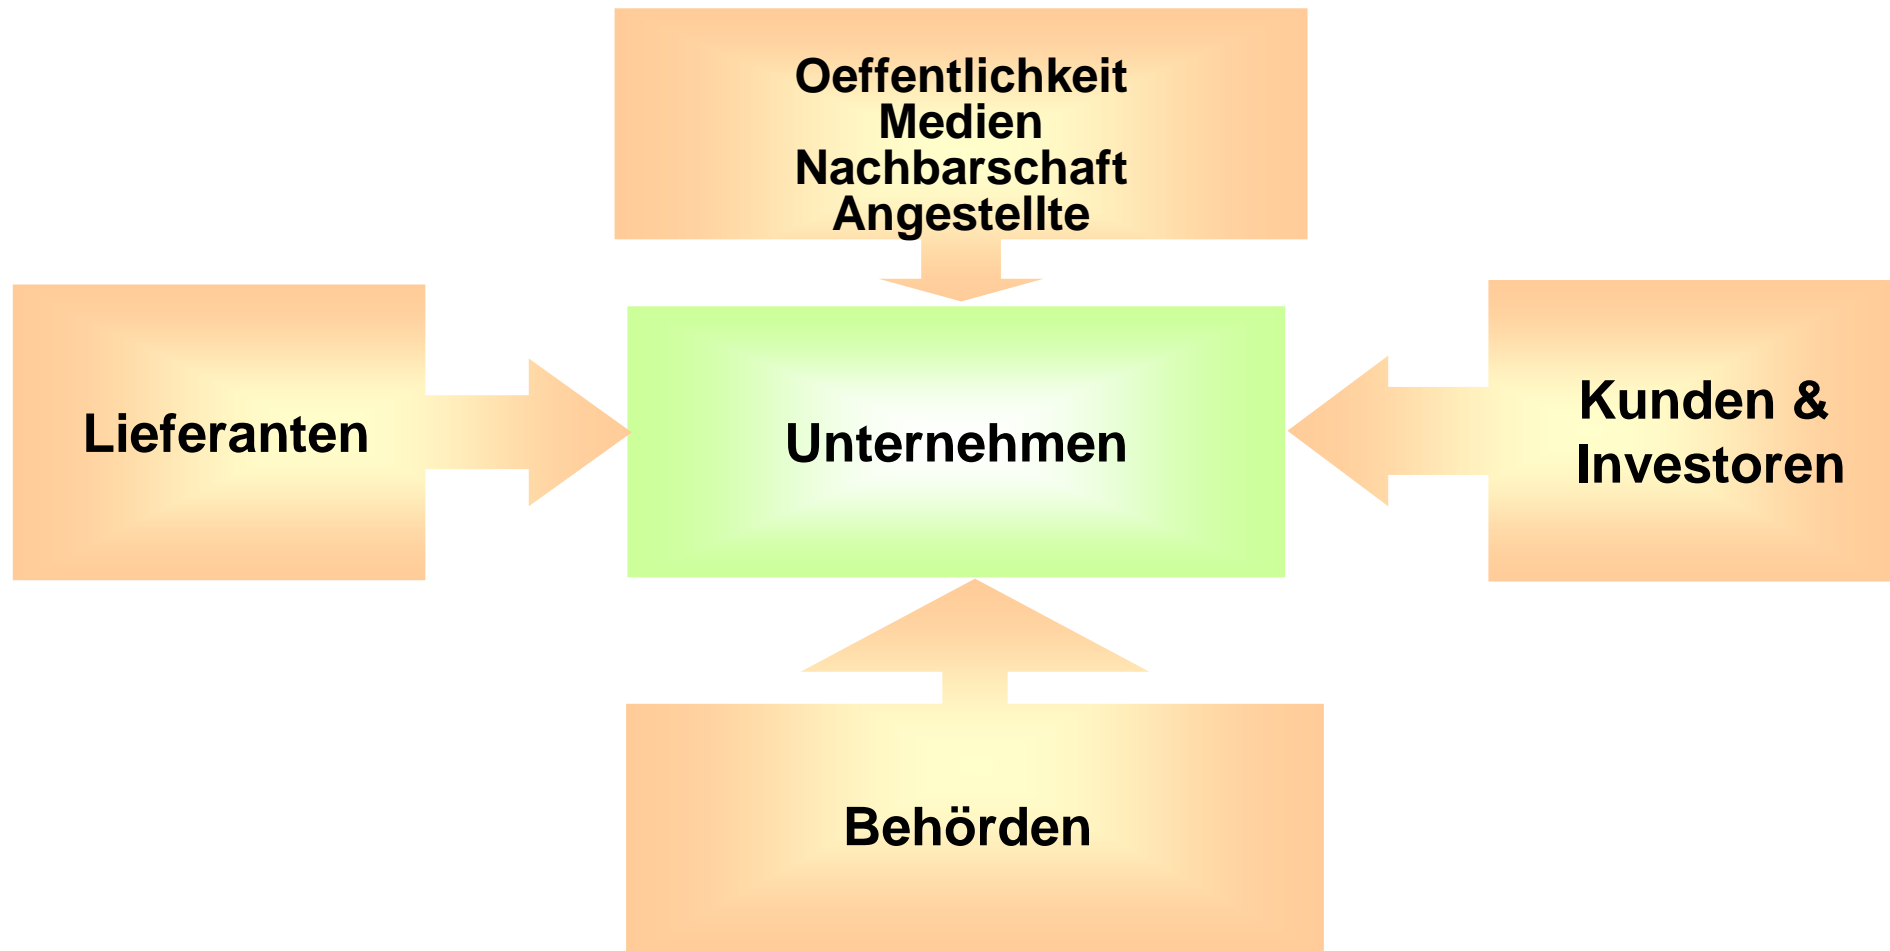 Oeffentlichkeit
Medien
Nachbarschaft
Angestellte
Lieferanten
Unternehmen
Kunden &
Investoren
Behörden